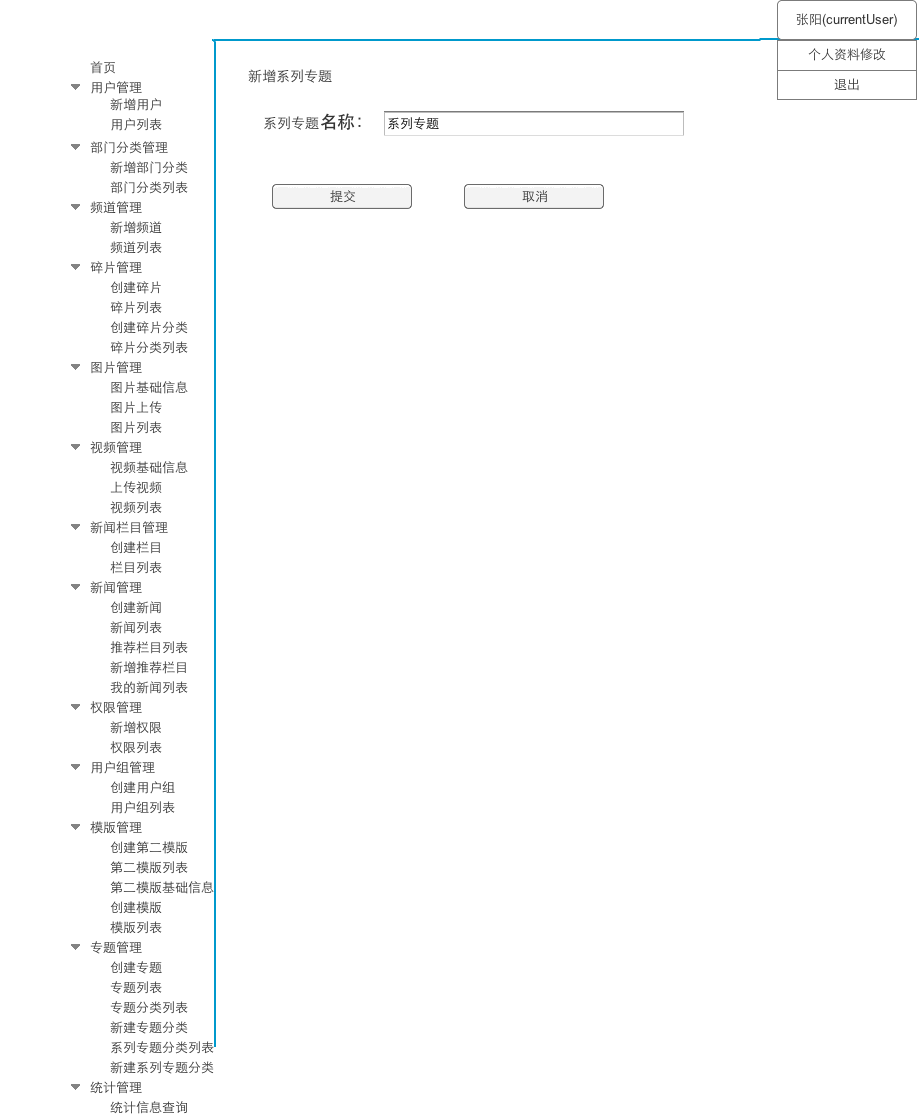 张阳(currentUser)
个人资料修改
退出
首页
用户管理
新增用户
用户列表
部门分类管理
新增部门分类
部门分类列表
频道管理
新增频道
频道列表
碎片管理
创建碎片
碎片列表
创建碎片分类
碎片分类列表
图片管理
图片基础信息
图片上传
图片列表
视频管理
视频基础信息
上传视频
视频列表
新闻栏目管理
创建栏目
栏目列表
新闻管理
创建新闻
新闻列表
推荐栏目列表
新增推荐栏目
我的新闻列表
权限管理
新增权限
权限列表
用户组管理
创建用户组
用户组列表
模版管理
创建第二模版
第二模版列表
第二模版基础信息
创建模版
模版列表
专题管理
创建专题
专题列表
专题分类列表
新建专题分类
系列专题分类列表
新建系列专题分类
统计管理
统计信息查询
新增系列专题
系列专题名称： 系列专题
提交 取消